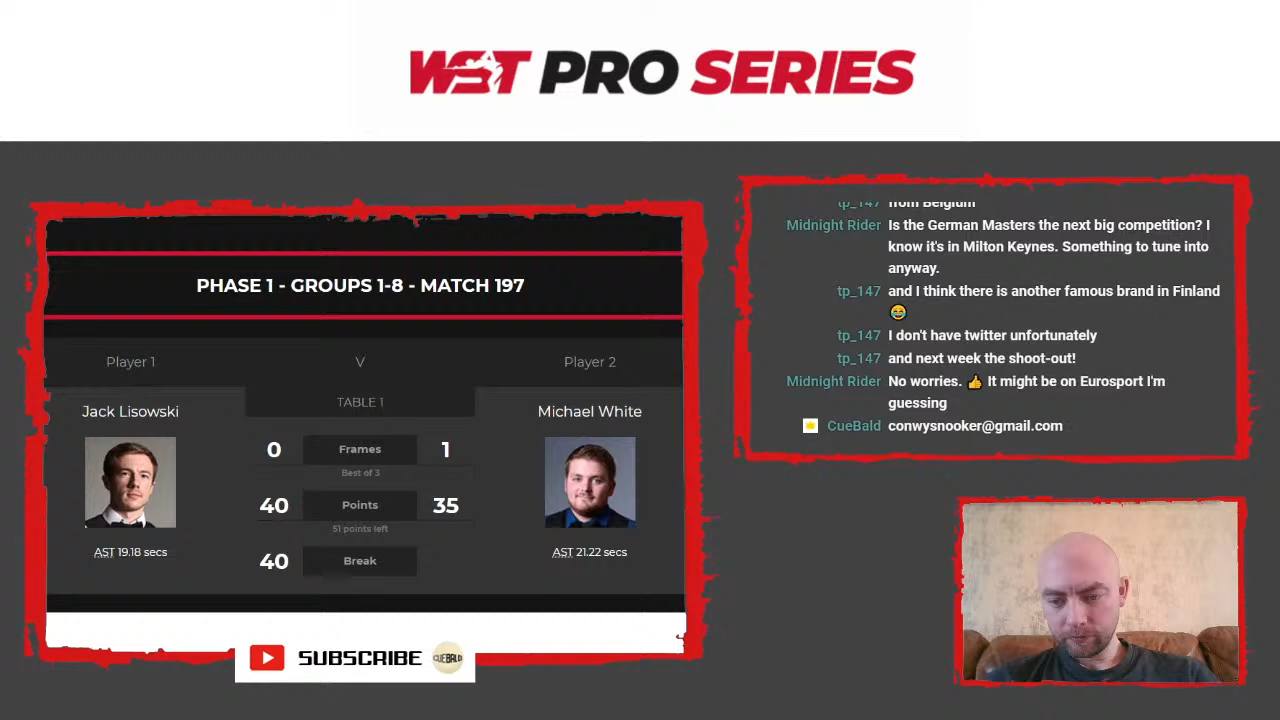 WST PRO SERIES
PHASE 1 - GROUPS 1-8 - MATCH 197
Player 1 V Player 2
TABLE 1
Jack Lisowski Michael White
0 Frames 1
Best of 3
40 Points 35
51 points left
40 Break
AST 19.18 secs AST 21.22 secs
SUBSCRIBE CUEBALD
tp_147 from Belgium
Midnight Rider Is the German Masters the next big competition? I
know it's in Milton Keynes. Something to tune into
anyway.
tp_147 and I think there is another famous brand in Finland
😂
tp_147 I don't have twitter unfortunately
tp_147 and next week the shoot-out!
Midnight Rider No worries. 👍 It might be on Eurosport I'm
guessing
CueBald conwysnooker@gmail.com